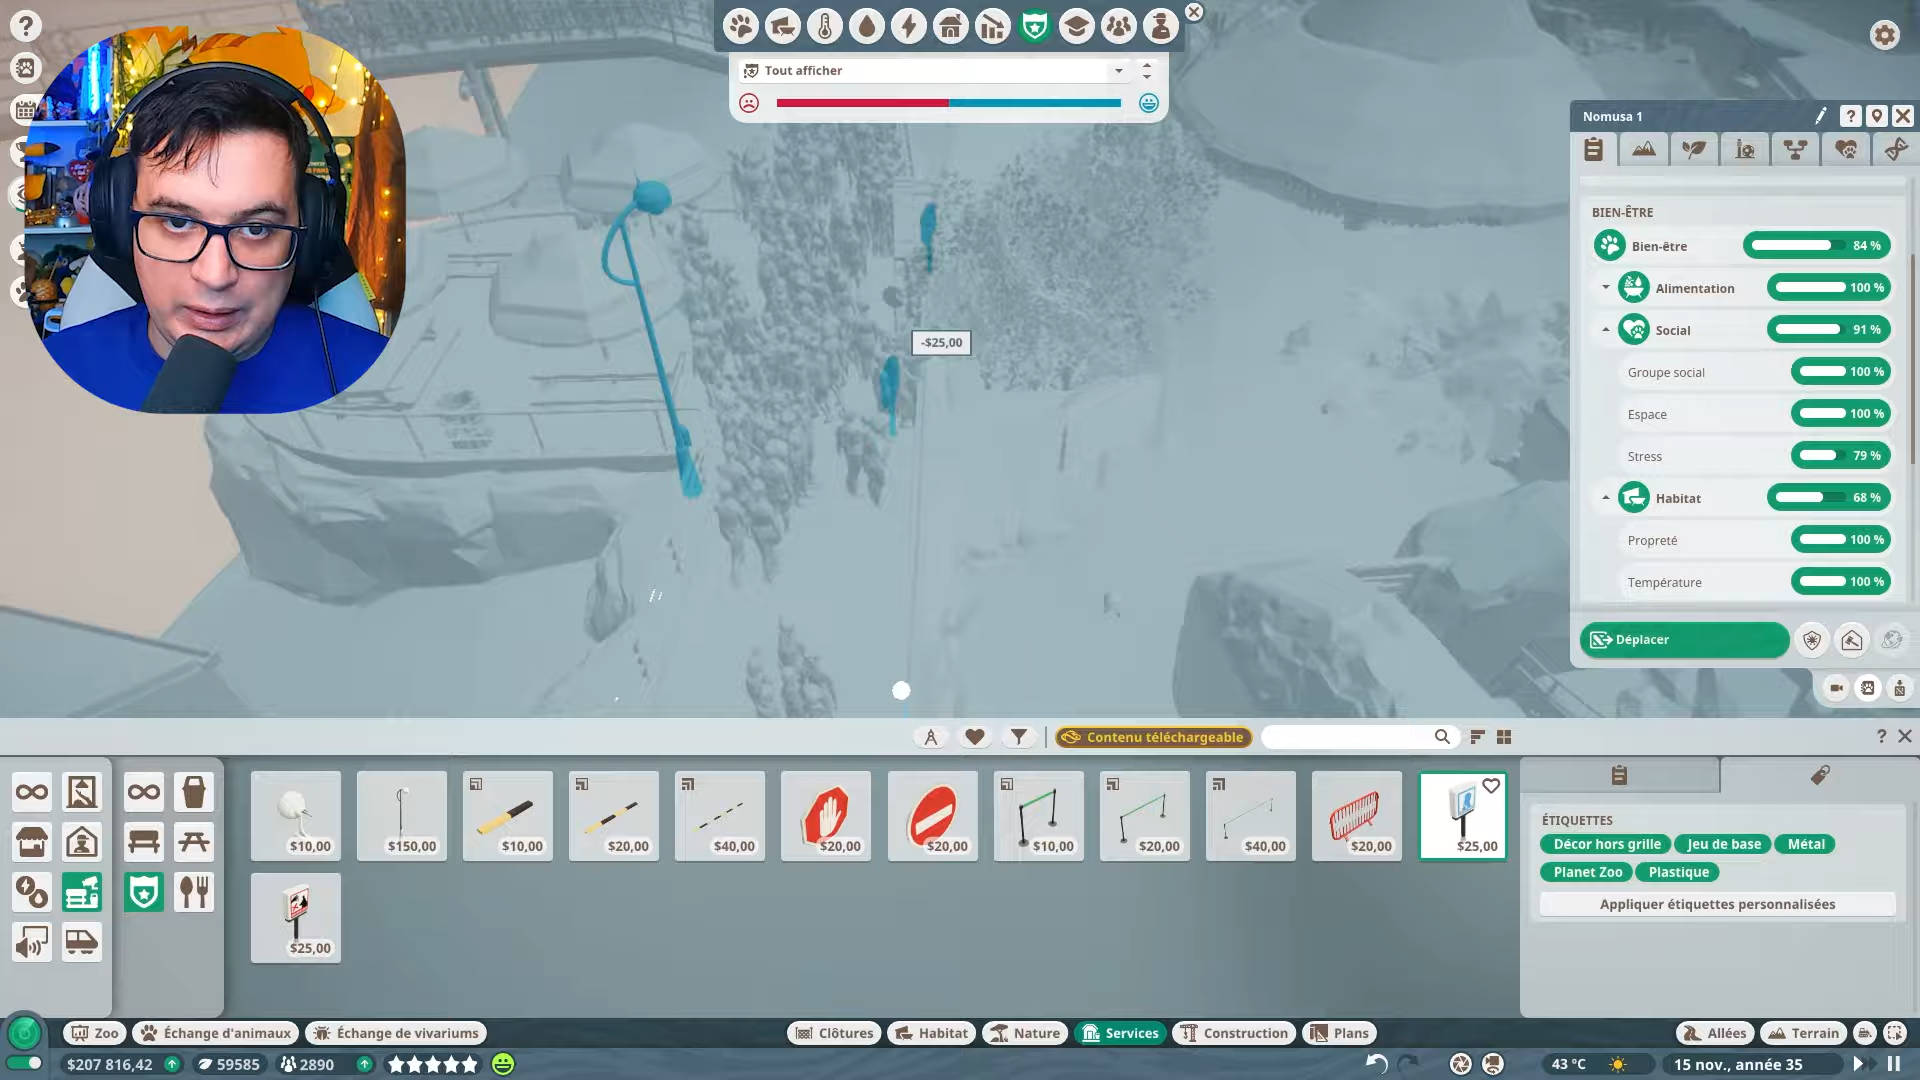 Tout afficher
Nomusa 1
BIEN-ÊTRE
Bien-être 84 %
Alimentation 100 %
Social 91 %
Groupe social 100 %
Espace 100 %
Stress 79 %
Habitat 68 %
Propreté 100 %
Température 100 %
Déplacer
-$25,00
Contenu téléchargeable
$10,00 $150,00 $10,00 $20,00 $40,00 $20,00 $20,00 $10,00 $20,00 $40,00 $20,00 $25,00
$25,00
ÉTIQUETTES
Décor hors grille Jeu de base Métal
Planet Zoo Plastique
Appliquer étiquettes personnalisées
Zoo Échange d'animaux Échange de vivariums Clôtures Habitat Nature Services Construction Plans Allées Terrain
$207 816,42 59585 2890 43 °C 15 nov., année 35